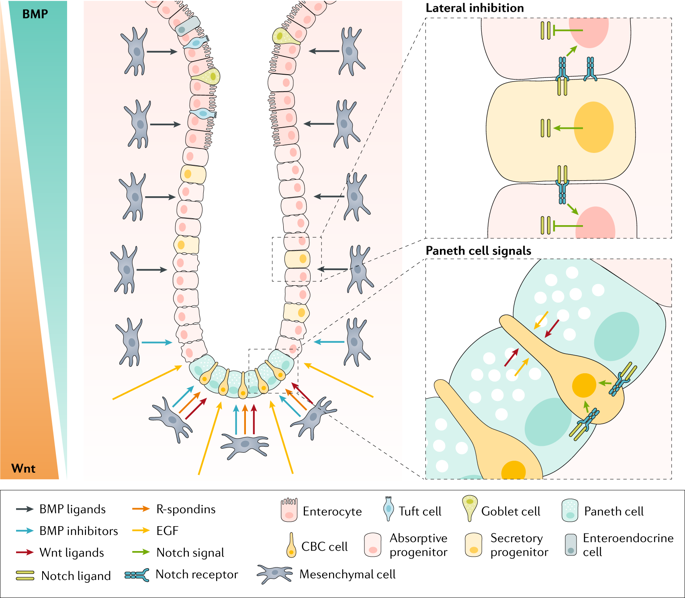 BMP
Wnt
Lateral inhibition
Paneth cell signals
BMP ligands
BMP inhibitors
Wnt ligands
Notch ligand
R-spondins
EGF
Notch signal
Notch receptor
Enterocyte
Tuft cell
Goblet cell
Paneth cell
CBC cell
Absorptive
progenitor
Secretory
progenitor
Enteroendocrine
cell
Mesenchymal cell